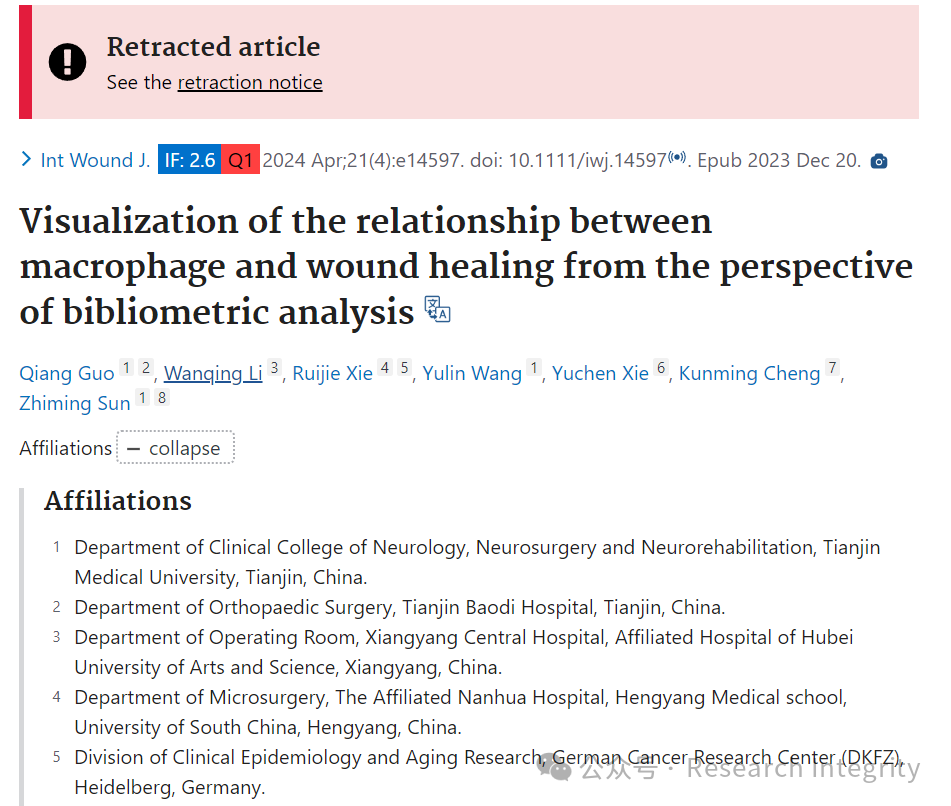 Retracted article
See the retraction notice
Int Wound J. IF: 2.6 Q1 2024 Apr;21(4):e14597. doi: 10.1111/iwj.14597. Epub 2023 Dec 20.
Visualization of the relationship between
macrophage and wound healing from the perspective
of bibliometric analysis
Qiang Guo 1 2, Wanqing Li 3, Ruijie Xie 4 5, Yulin Wang 1, Yuchen Xie 6, Kunming Cheng 7,
Zhiming Sun 1 8
Affiliations — collapse
Affiliations
1 Department of Clinical College of Neurology, Neurosurgery and Neurorehabilitation, Tianjin
Medical University, Tianjin, China.
2 Department of Orthopaedic Surgery, Tianjin Baodi Hospital, Tianjin, China.
3 Department of Operating Room, Xiangyang Central Hospital, Affiliated Hospital of Hubei
University of Arts and Science, Xiangyang, China.
4 Department of Microsurgery, The Affiliated Nanhua Hospital, Hengyang Medical school,
University of South China, Hengyang, China.
5 Division of Clinical Epidemiology and Aging Research, German Cancer Research Center (DKFZ),
Heidelberg, Germany.
公众号 · Research Integrity